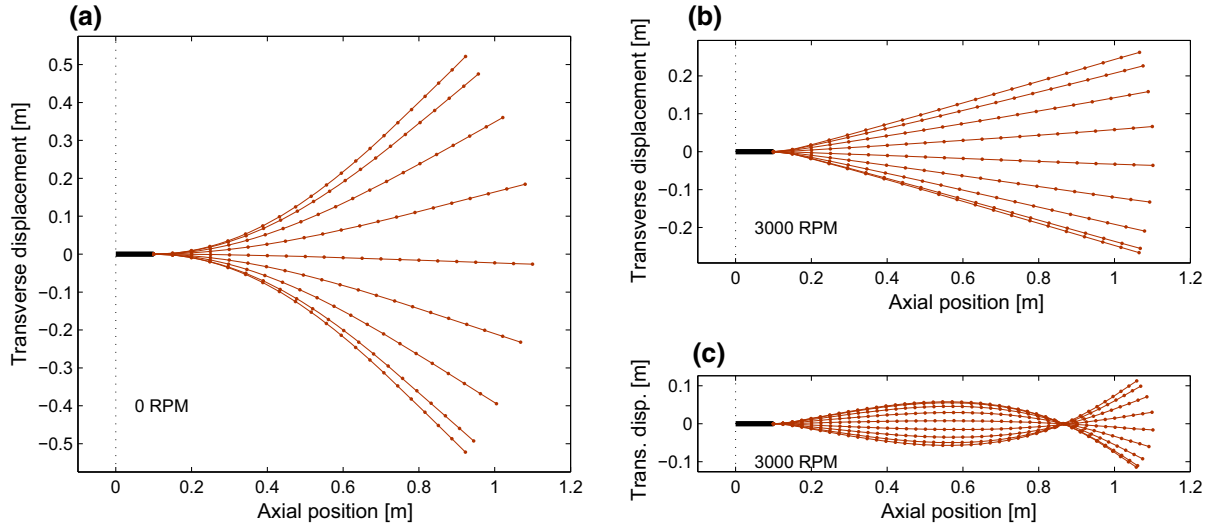 (a)
Transverse displacement [m]
0.5
0.4
0.3
0.2
0.1
0
−0.1
−0.2
−0.3
−0.4
−0.5
0 RPM
0 0.2 0.4 0.6 0.8 1 1.2
Axial position [m]
(b)
Transverse displacement [m]
0.2
0.1
0
−0.1
−0.2
3000 RPM
0 0.2 0.4 0.6 0.8 1 1.2
Axial position [m]
(c)
Trans. disp. [m]
0.1
0
−0.1
3000 RPM
0 0.2 0.4 0.6 0.8 1 1.2
Axial position [m]